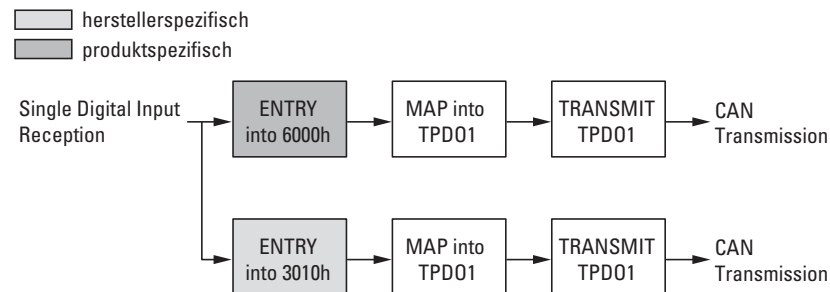 herstellerspezifisch
produktspezifisch
Single Digital Input
Reception
ENTRY
into 6000h
MAP into
TPDO1
TRANSMIT
TPDO1
CAN
Transmission
ENTRY
into 3010h
MAP into
TPDO1
TRANSMIT
TPDO1
CAN
Transmission